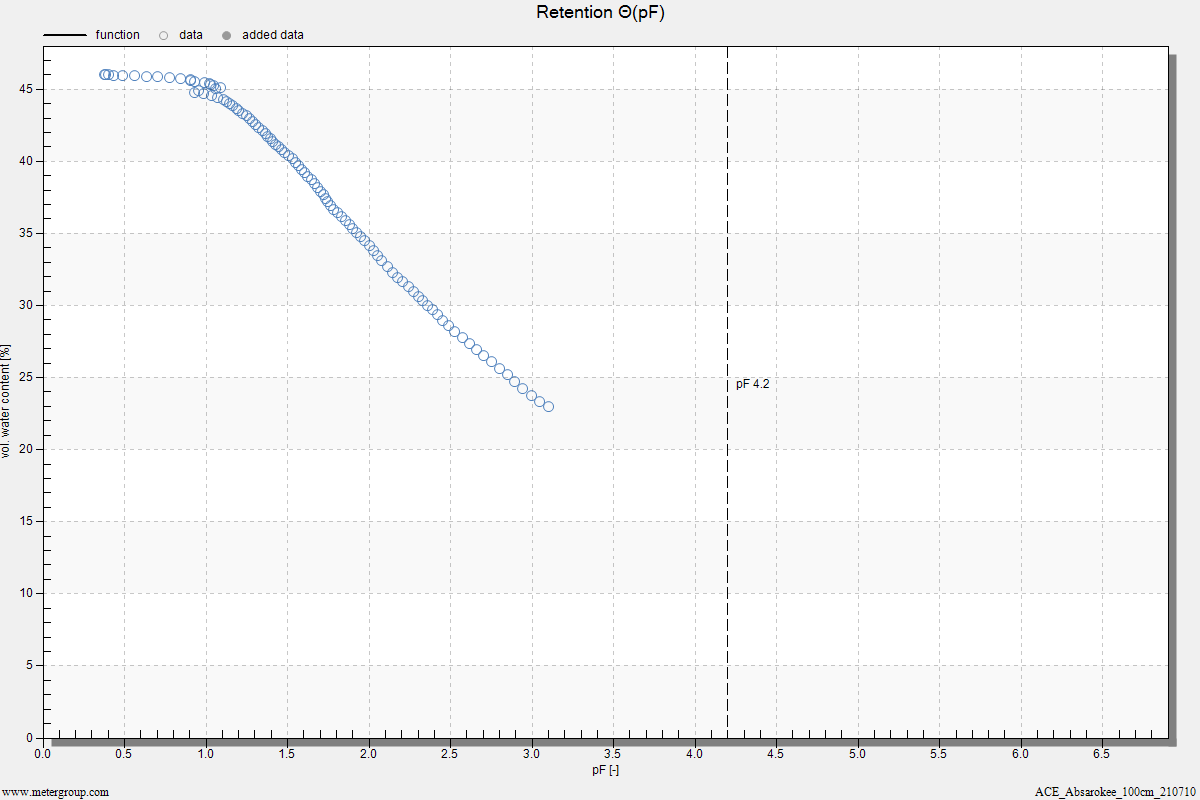 Retention Θ(pF)
function data added data
45
40
35
30
25
20
15
10
5
0
vol. water content [%]
pF 4.2
0.0 0.5 1.0 1.5 2.0 2.5 3.0 3.5 4.0 4.5 5.0 5.5 6.0 6.5
pF [-]
www.metergroup.com
ACE_Absarokee_100cm_210710